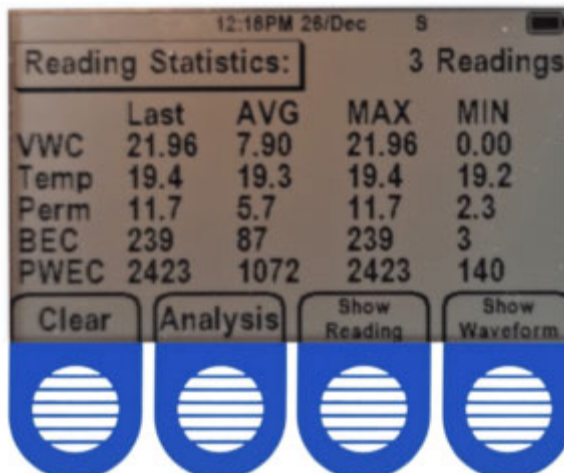 12:16PM 26/Dec S
Reading Statistics: 3 Readings
Last AVG MAX MIN
VWC 21.96 7.90 21.96 0.00
Temp 19.4 19.3 19.4 19.2
Perm 11.7 5.7 11.7 2.3
BEC 239 87 239 3
PWEC 2423 1072 2423 140
Clear Analysis Show Reading Show Waveform